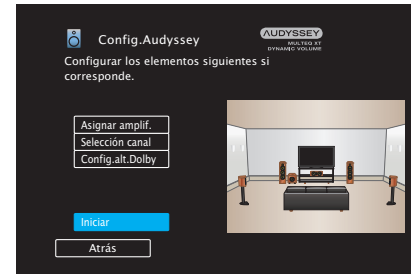 Config.Audyssey
AUDYSSEY
MULTEQ XT
DYNAMIC VOLUME
Configurar los elementos siguientes si
corresponde.
Asignar amplif.
Selección canal
Config.alt.Dolby
Iniciar
Atrás